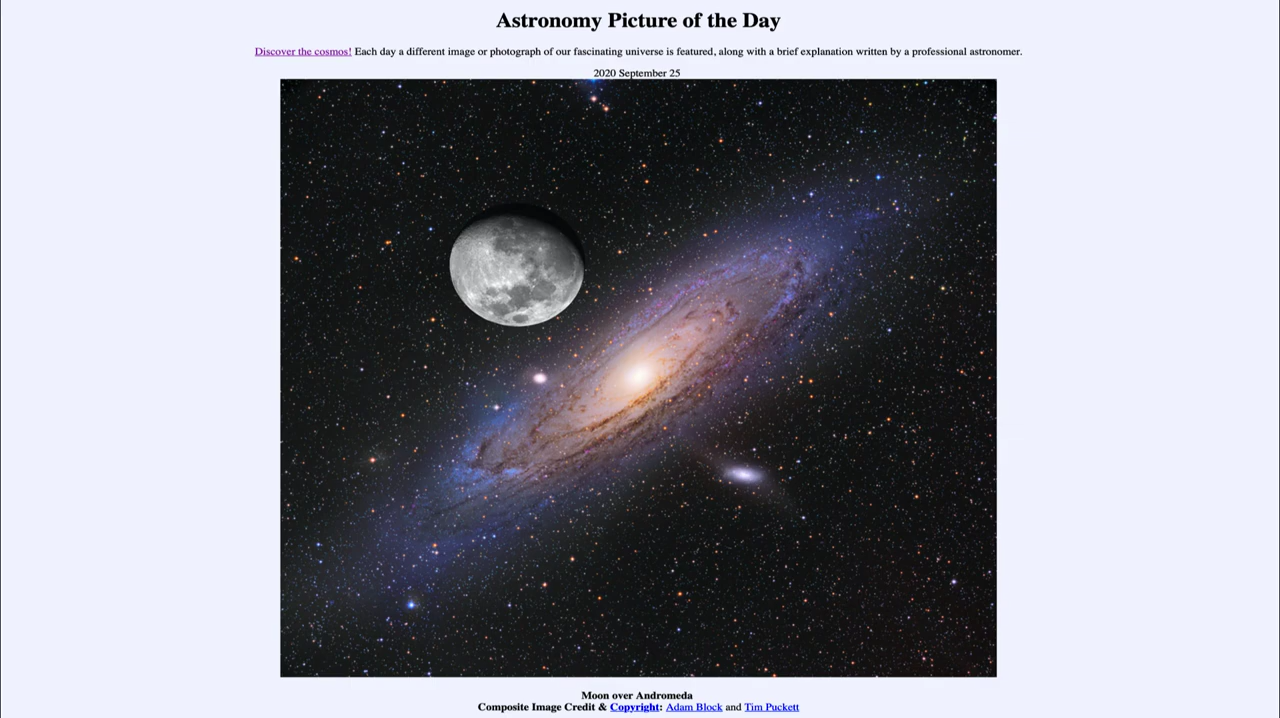 Astronomy Picture of the Day
Discover the cosmos! Each day a different image or photograph of our fascinating universe is featured, along with a brief explanation written by a professional astronomer.
2020 September 25
Moon over Andromeda
Composite Image Credit & Copyright: Adam Block and Tim Puckett